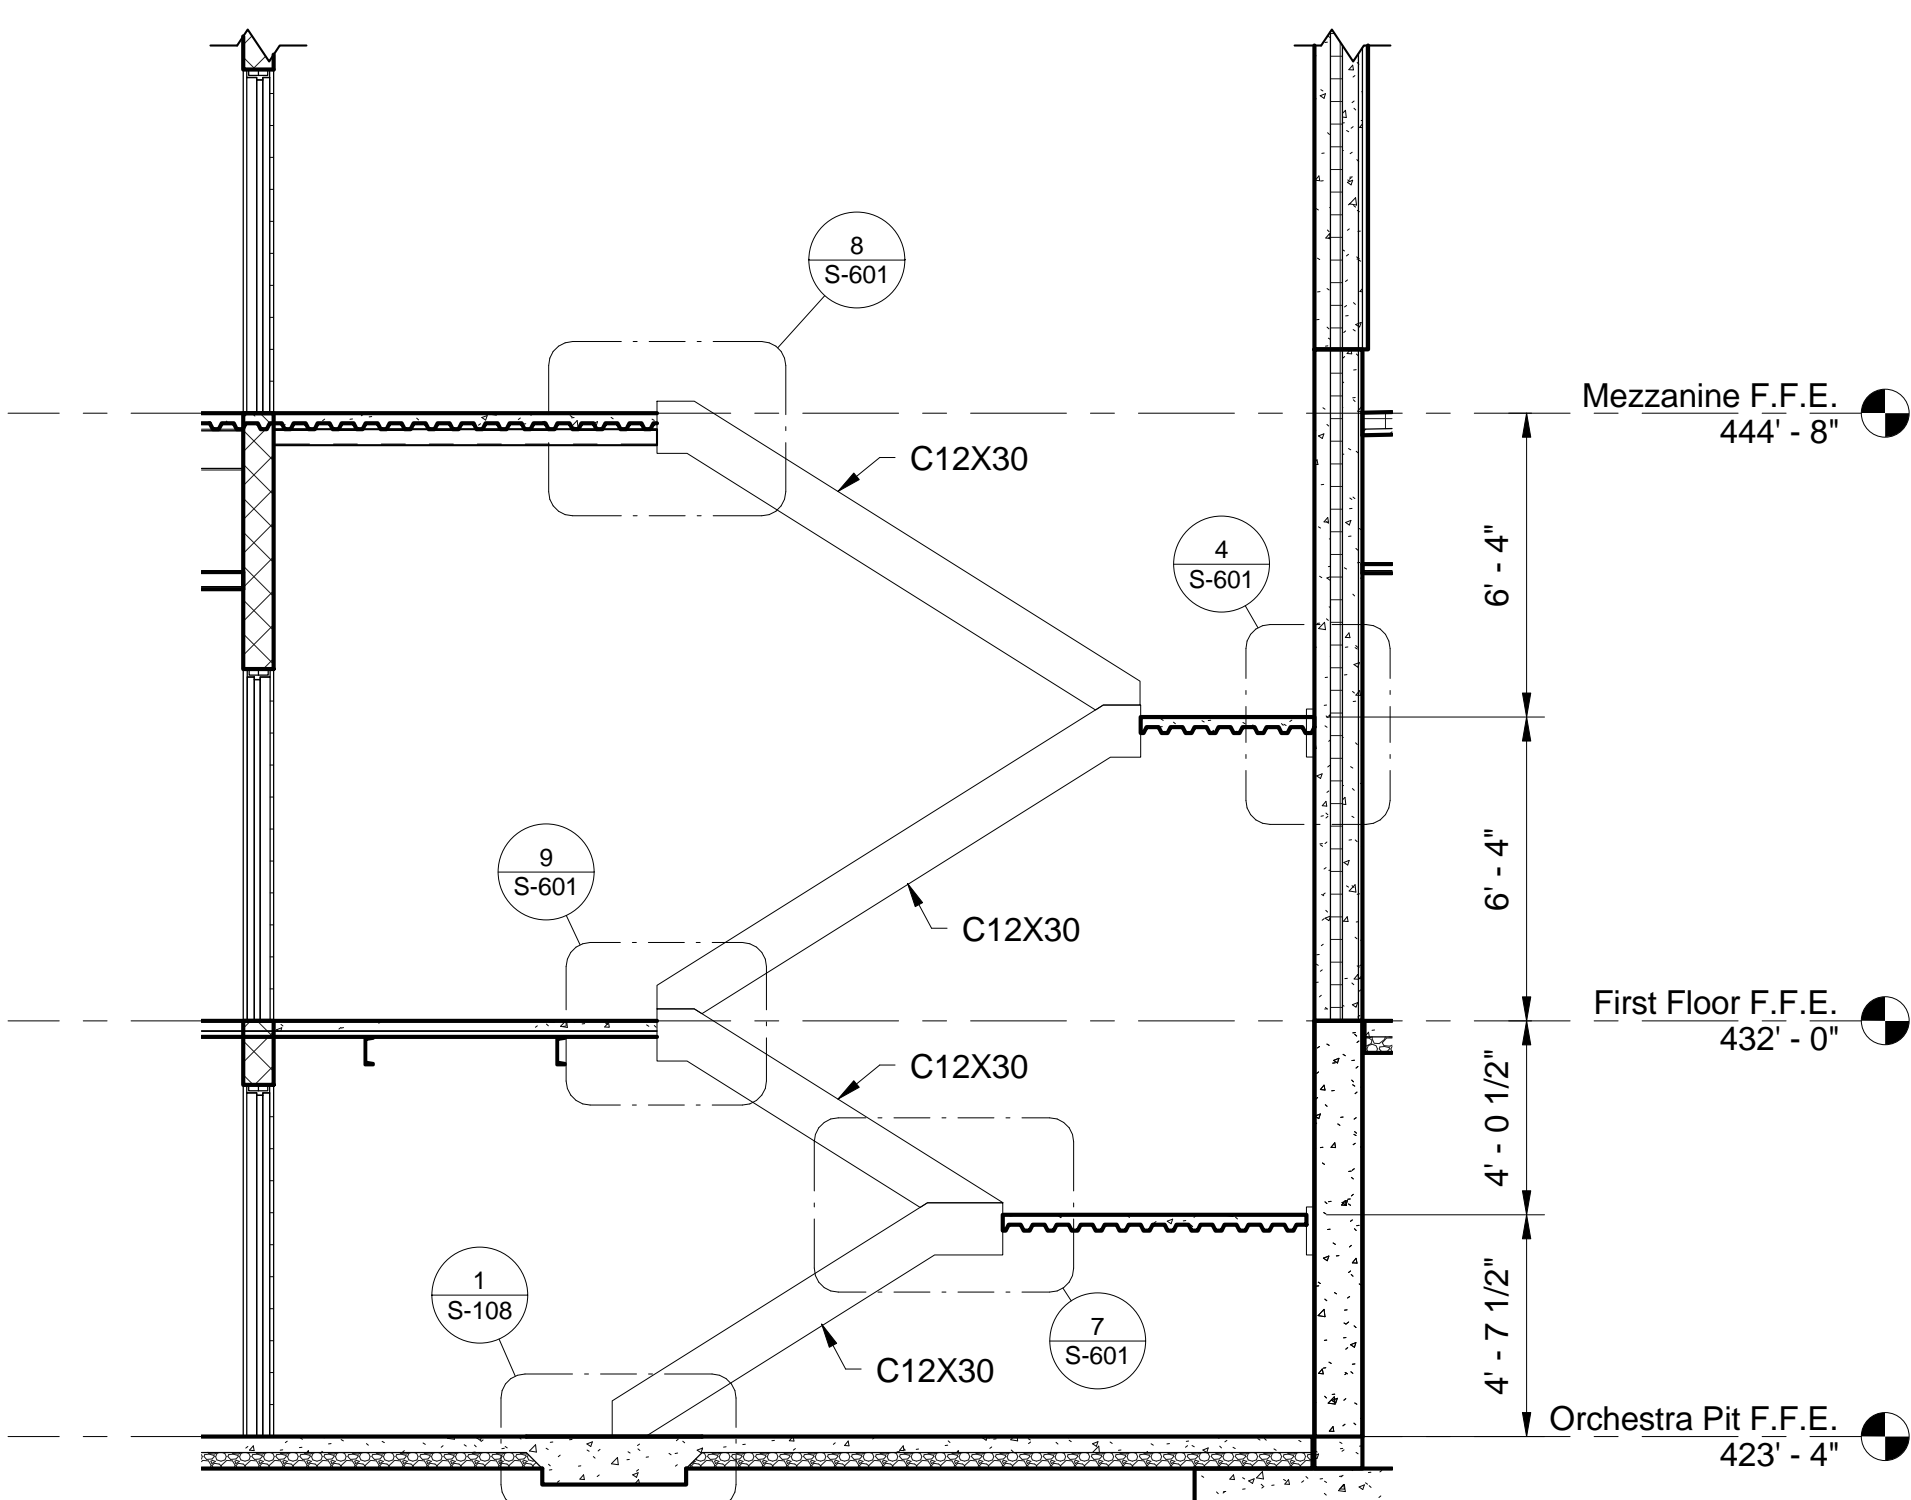 8
S-601
Mezzanine F.F.E.
444' - 8"
C12X30
6' - 4"
4
S-601
6' - 4"
9
S-601
C12X30
First Floor F.F.E.
432' - 0"
C12X30
4' - 0 1/2"
1
S-108
7
S-601
C12X30
4' - 7 1/2"
Orchestra Pit F.F.E.
423' - 4"